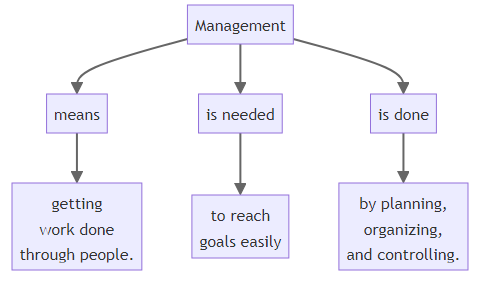 Management
means
is needed
is done
getting
work done
through people.
to reach
goals easily
by planning,
organizing,
and controlling.